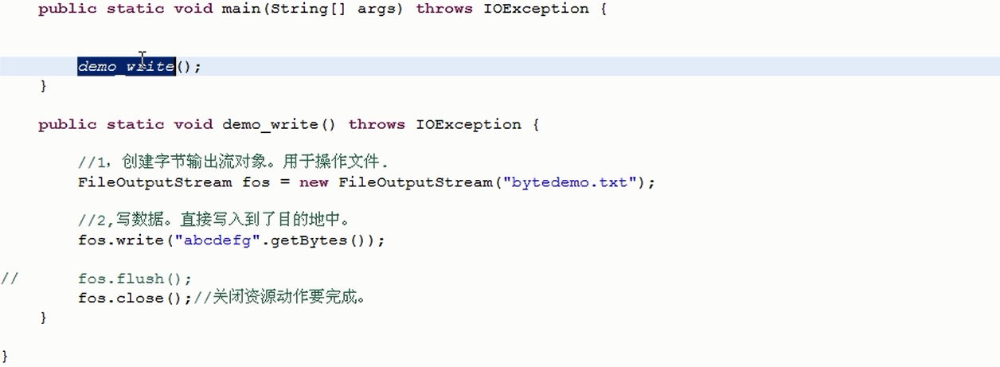 public static void main(String[] args) throws IOException {
demo_write();
}
public static void demo_write() throws IOException {
//1，创建字节输出流对象。用于操作文件.
FileOutputStream fos = new FileOutputStream("bytedemo.txt");
//2,写数据。直接写入到了目的地中。
fos.write("abcdefg".getBytes());
// fos.flush();
fos.close();//关闭资源动作要完成。
}
}